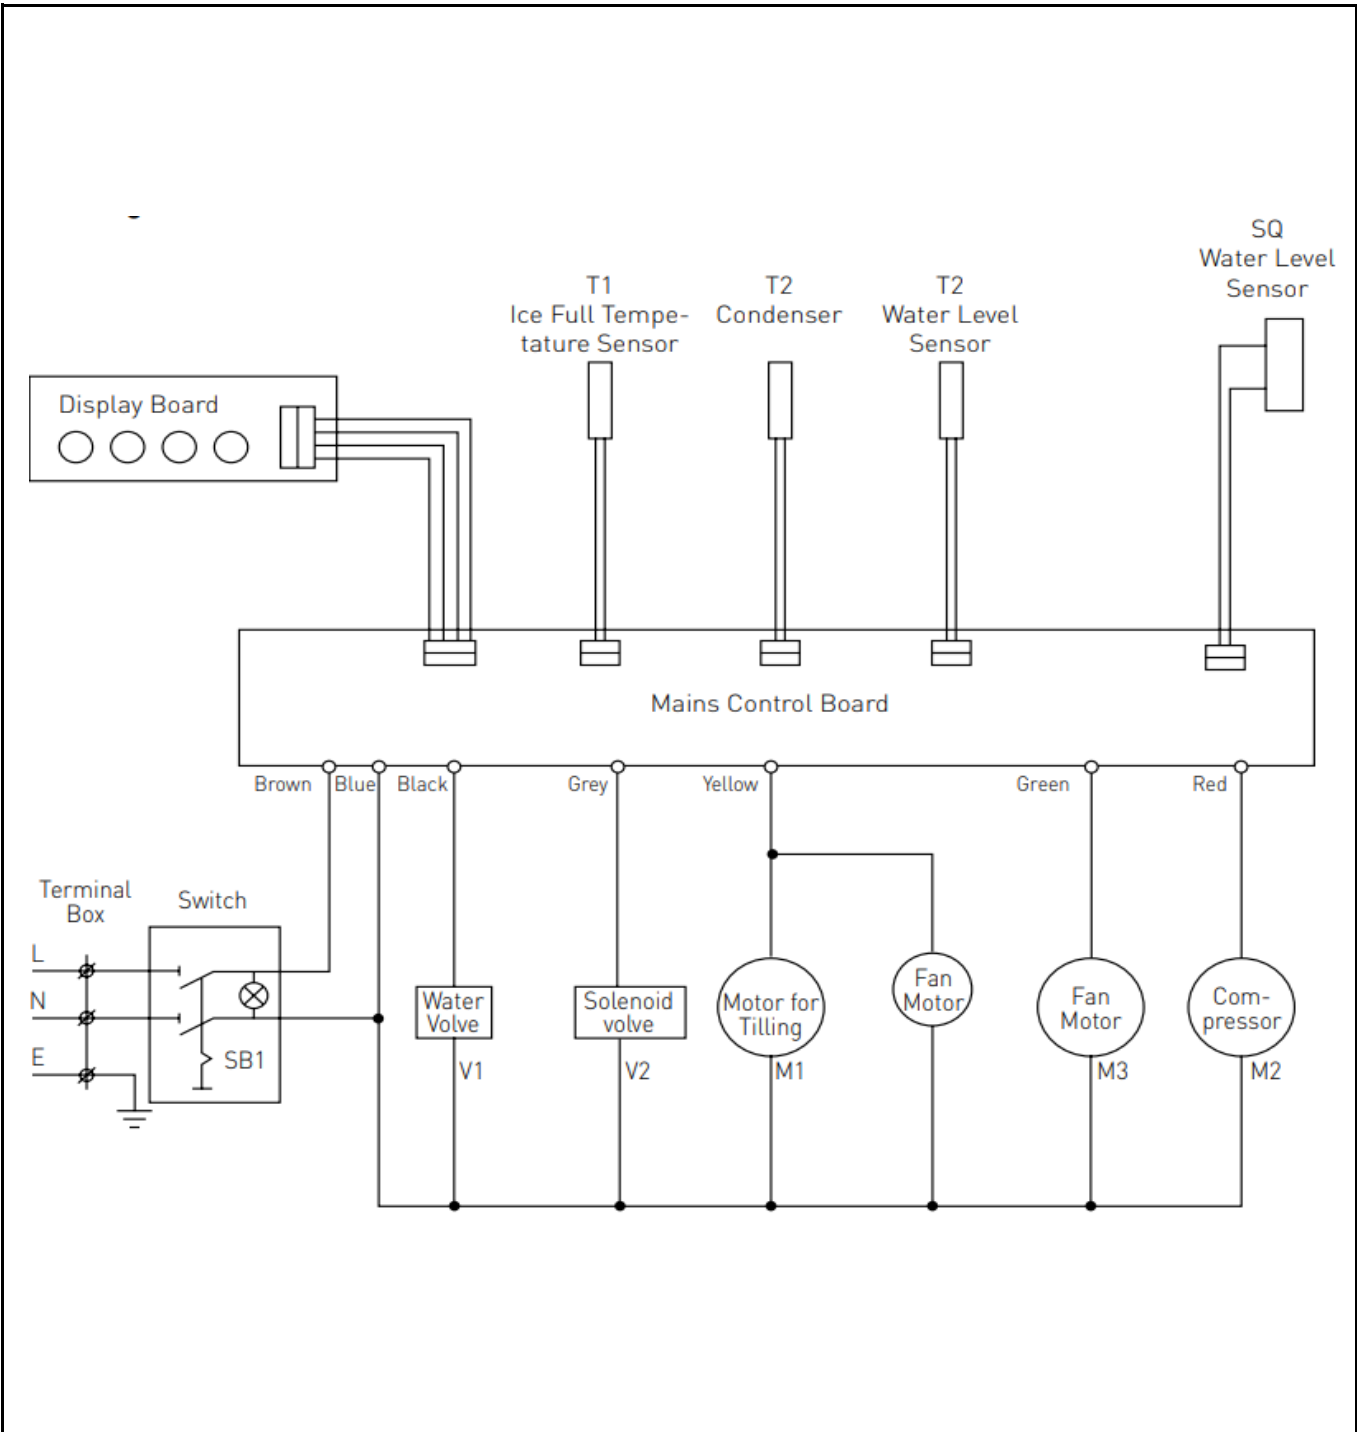 SQ
Water Level
Sensor
T1
Ice Full Tempe-
tature Sensor
T2
Condenser
T2
Water Level
Sensor
Display Board
Mains Control Board
Brown
Blue
Black
Grey
Yellow
Green
Red
Terminal
Box
Switch
L
N
E
SB1
Water
Volve
V1
Solenoid
volve
V2
Motor for
Tilling
M1
Fan
Motor
Fan
Motor
M3
Com-
pressor
M2